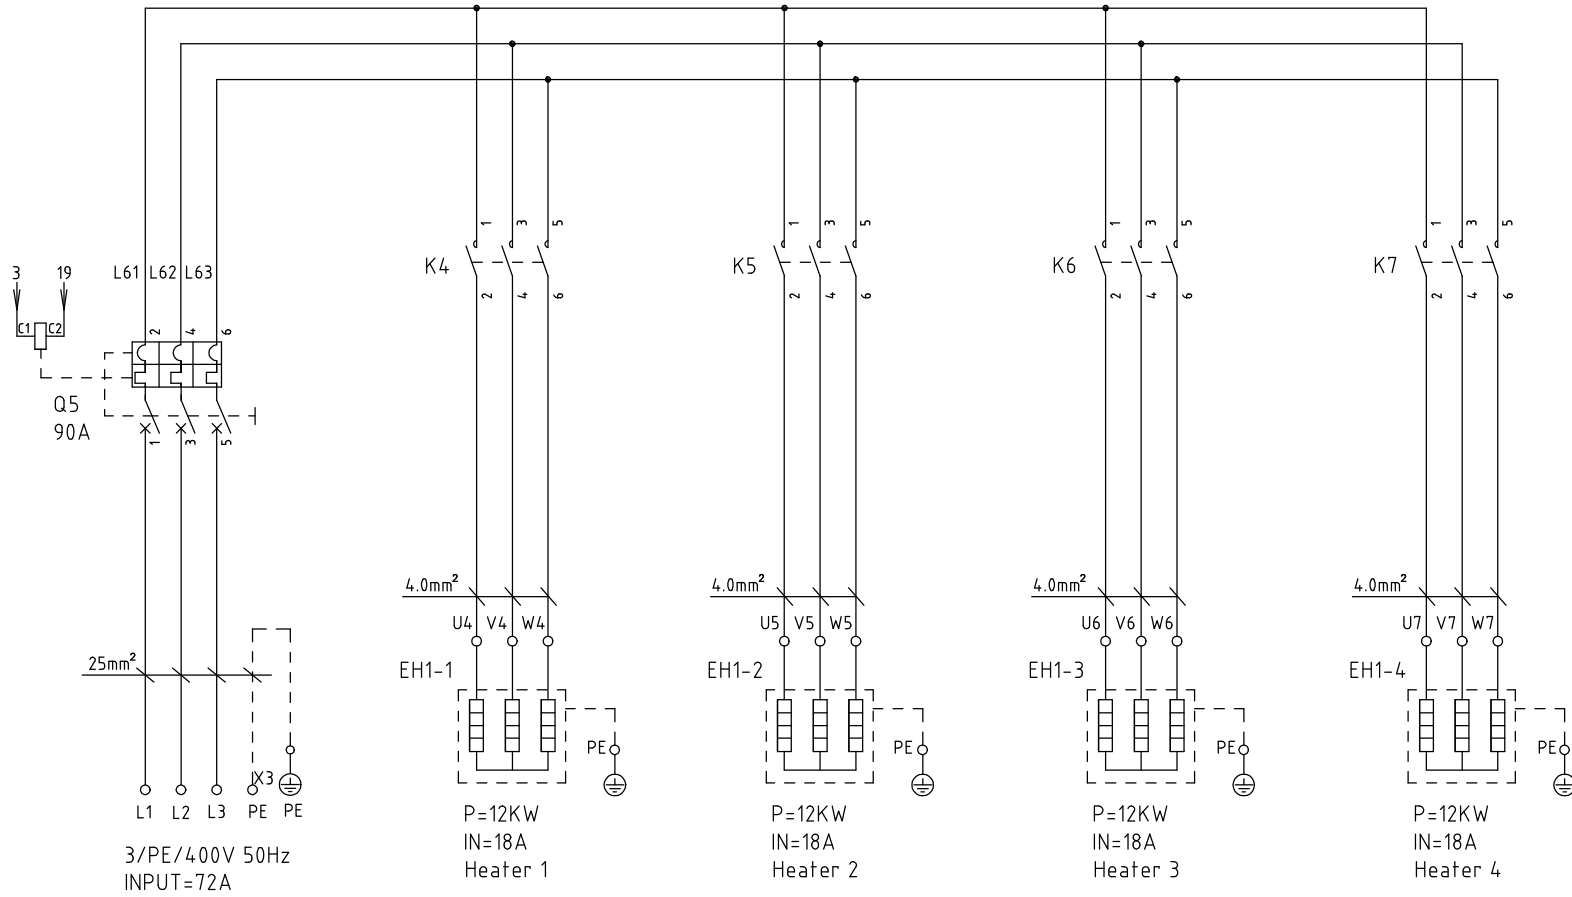 3 19
C1 C2
L61 L62 L63
2 4 6
Q5
90A
1 3 5
25mm²
X3
L1 L2 L3 PE PE
3/PE/400V 50Hz
INPUT=72A
1 3 5
K4
2 4 6
4.0mm²
U4 V4 W4
EH1-1
PE
P=12KW
IN=18A
Heater 1
1 3 5
K5
2 4 6
4.0mm²
U5 V5 W5
EH1-2
PE
P=12KW
IN=18A
Heater 2
1 3 5
K6
2 4 6
4.0mm²
U6 V6 W6
EH1-3
PE
P=12KW
IN=18A
Heater 3
1 3 5
K7
2 4 6
4.0mm²
U7 V7 W7
EH1-4
PE
P=12KW
IN=18A
Heater 4